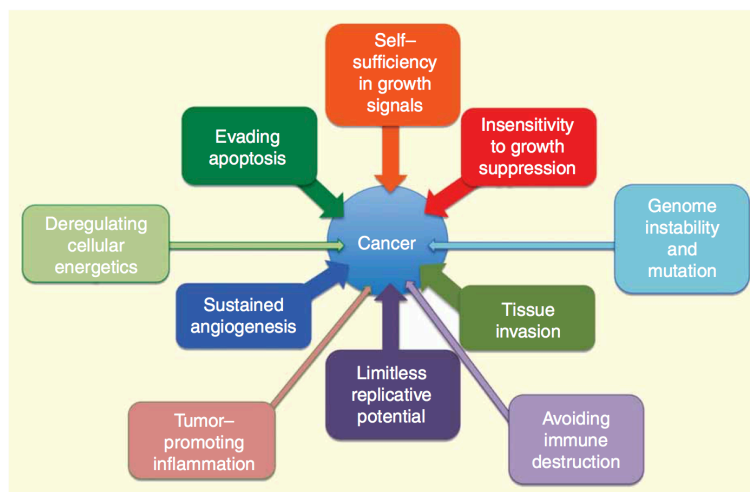 Self–
sufficiency
in growth
signals
Evading
apoptosis
Insensitivity
to growth
suppression
Deregulating
cellular
energetics
Cancer
Genome
instability
and
mutation
Sustained
angiogenesis
Tissue
invasion
Limitless
replicative
potential
Tumor–
promoting
inflammation
Avoiding
immune
destruction